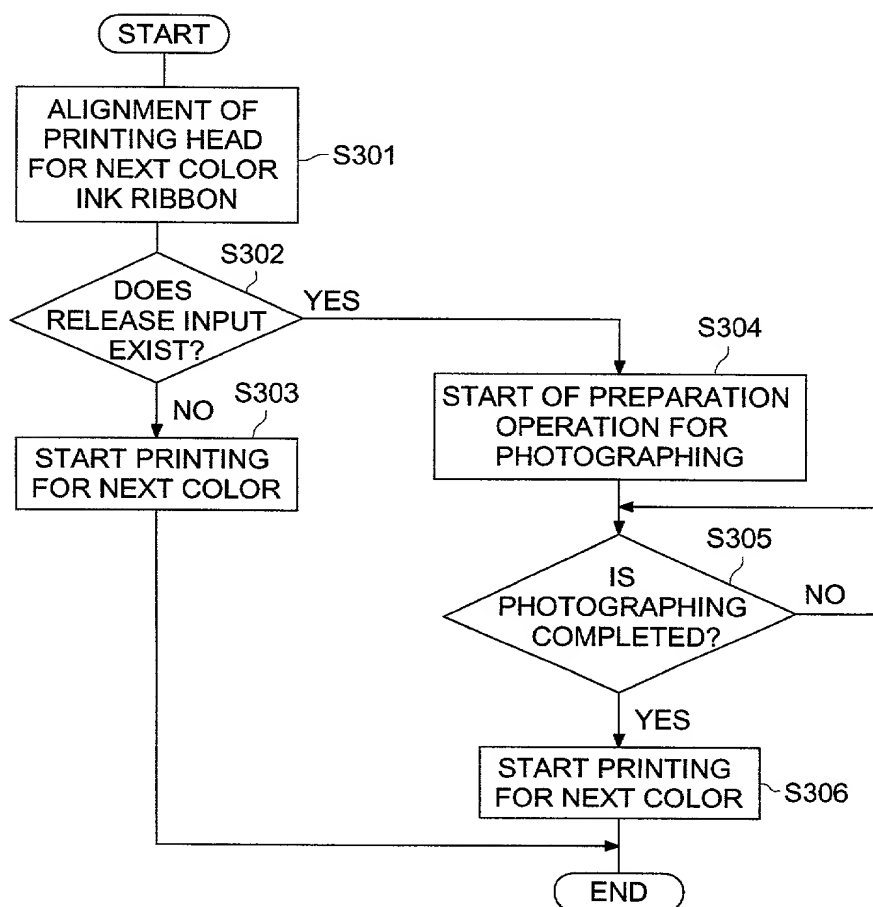 START
ALIGNMENT OF
PRINTING HEAD
FOR NEXT COLOR
INK RIBBON
S301
S302
DOES
RELEASE INPUT
EXIST?
YES
NO
S303
START PRINTING
FOR NEXT COLOR
S304
START OF PREPARATION
OPERATION FOR
PHOTOGRAPHING
S305
IS
PHOTOGRAPHING
COMPLETED?
NO
YES
START PRINTING
FOR NEXT COLOR
S306
END